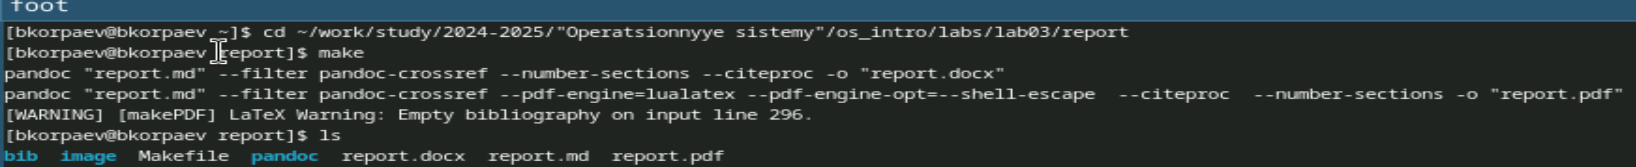 foot
[bkorpaev@bkorpaev ~]$ cd ~/work/study/2024-2025/"Operatsionnyye sistemy"/os_intro/labs/lab03/report
[bkorpaev@bkorpaev report]$ make
pandoc "report.md" --filter pandoc-crossref --number-sections --citeproc -o "report.docx"
pandoc "report.md" --filter pandoc-crossref --pdf-engine=lualatex --pdf-engine-opt=--shell-escape  --citeproc  --number-sections -o "report.pdf"
[WARNING] [makePDF] LaTeX Warning: Empty bibliography on input line 296.
[bkorpaev@bkorpaev report]$ ls
bib  image  Makefile  pandoc  report.docx  report.md  report.pdf